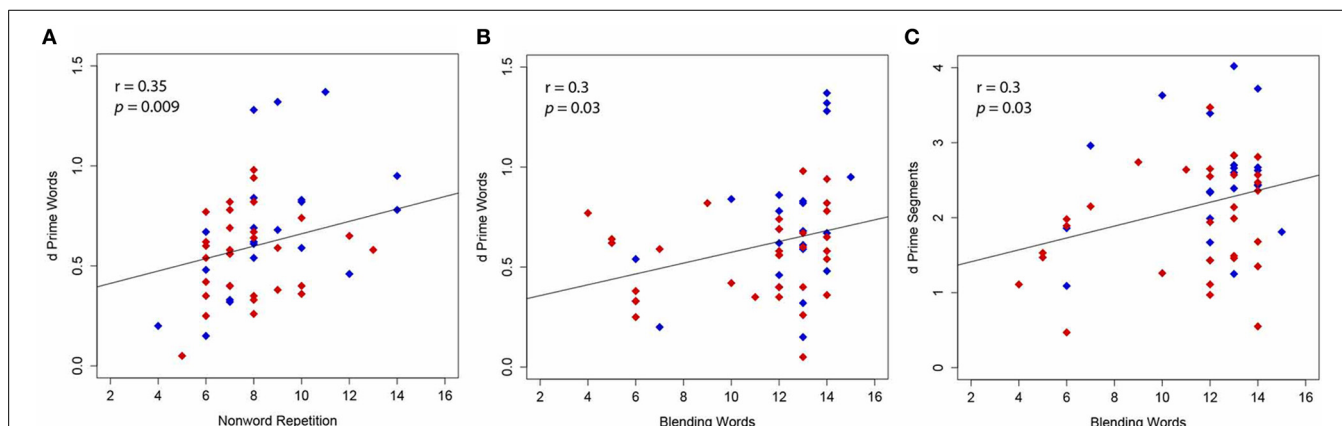 A
B
C
r = 0.35
p = 0.009
r = 0.3
p = 0.03
r = 0.3
p = 0.03
d Prime Words
d Prime Words
d Prime Segments
1.5
1.0
0.5
0.0
1.5
1.0
0.5
0.0
4
3
2
1
0
2 4 6 8 10 12 14 16
2 4 6 8 10 12 14 16
2 4 6 8 10 12 14 16
Nonword Repetition
Blending Words
Blending Words